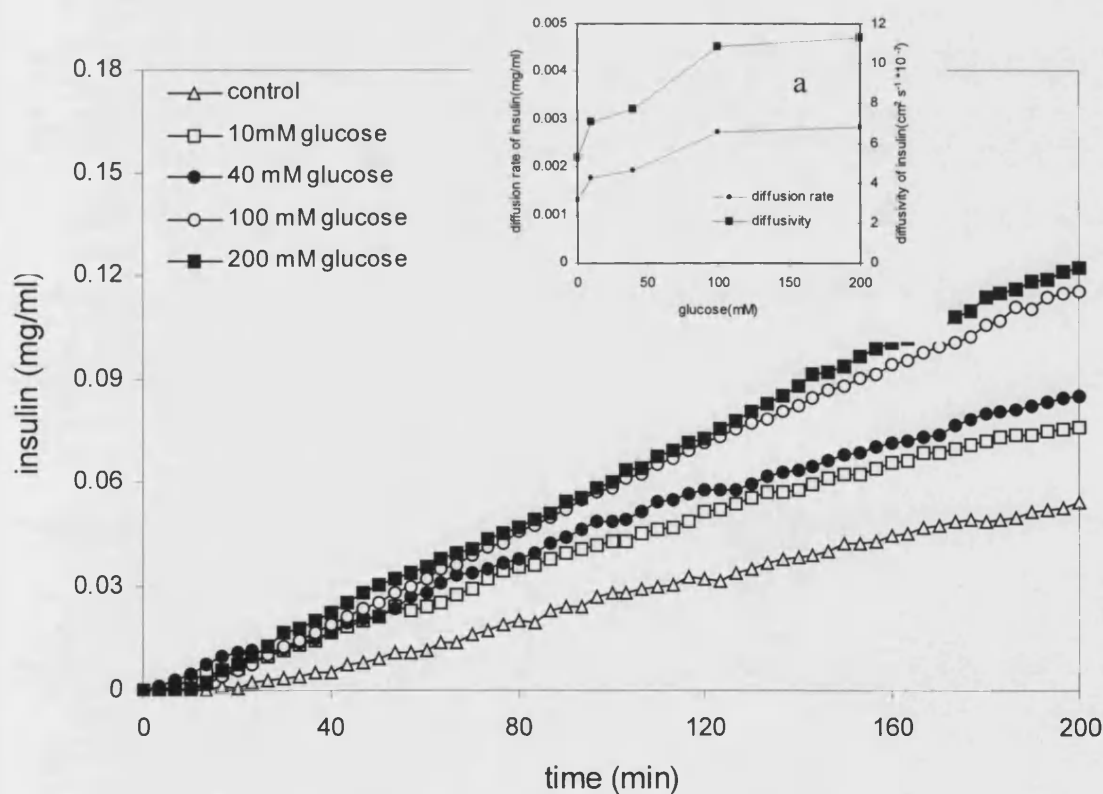 0.18
0.15
0.12
0.09
0.06
0.03
0
insulin (mg/ml)
0
40
80
120
160
200
time (min)
control
10mM glucose
40 mM glucose
100 mM glucose
200 mM glucose
0.005
0.004
0.003
0.002
0.001
0
diffusion rate of insulin(mg/ml)
12
10
8
6
4
2
0
diffusivity of insulin(cm² s⁻¹ *10⁻⁷)
a
diffusion rate
diffusivity
0
50
100
150
200
glucose(mM)